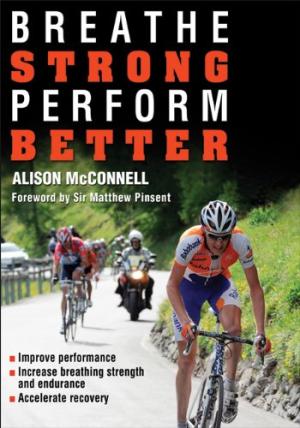 BREATHE
STRONG
PERFORM
BETTER
ALISON McCONNELL
Foreword by Sir Matthew Pinsent
Rabobank
■ Improve performance
■ Increase breathing strength
and endurance
■ Accelerate recovery